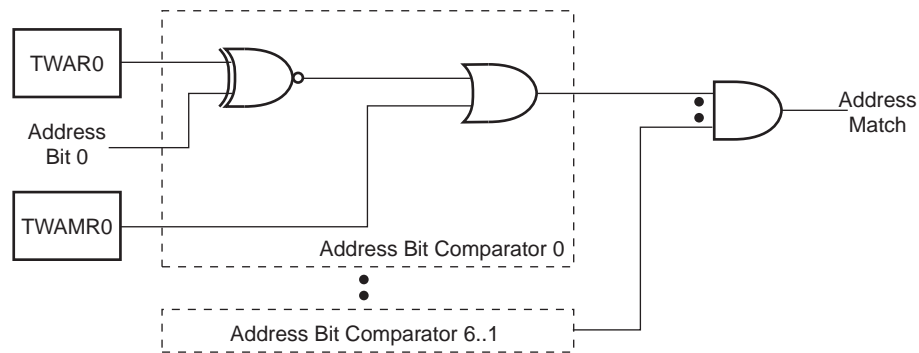 TWAR0
Address
Bit 0
TWAMR0
Address Bit Comparator 0
Address Bit Comparator 6..1
Address
Match